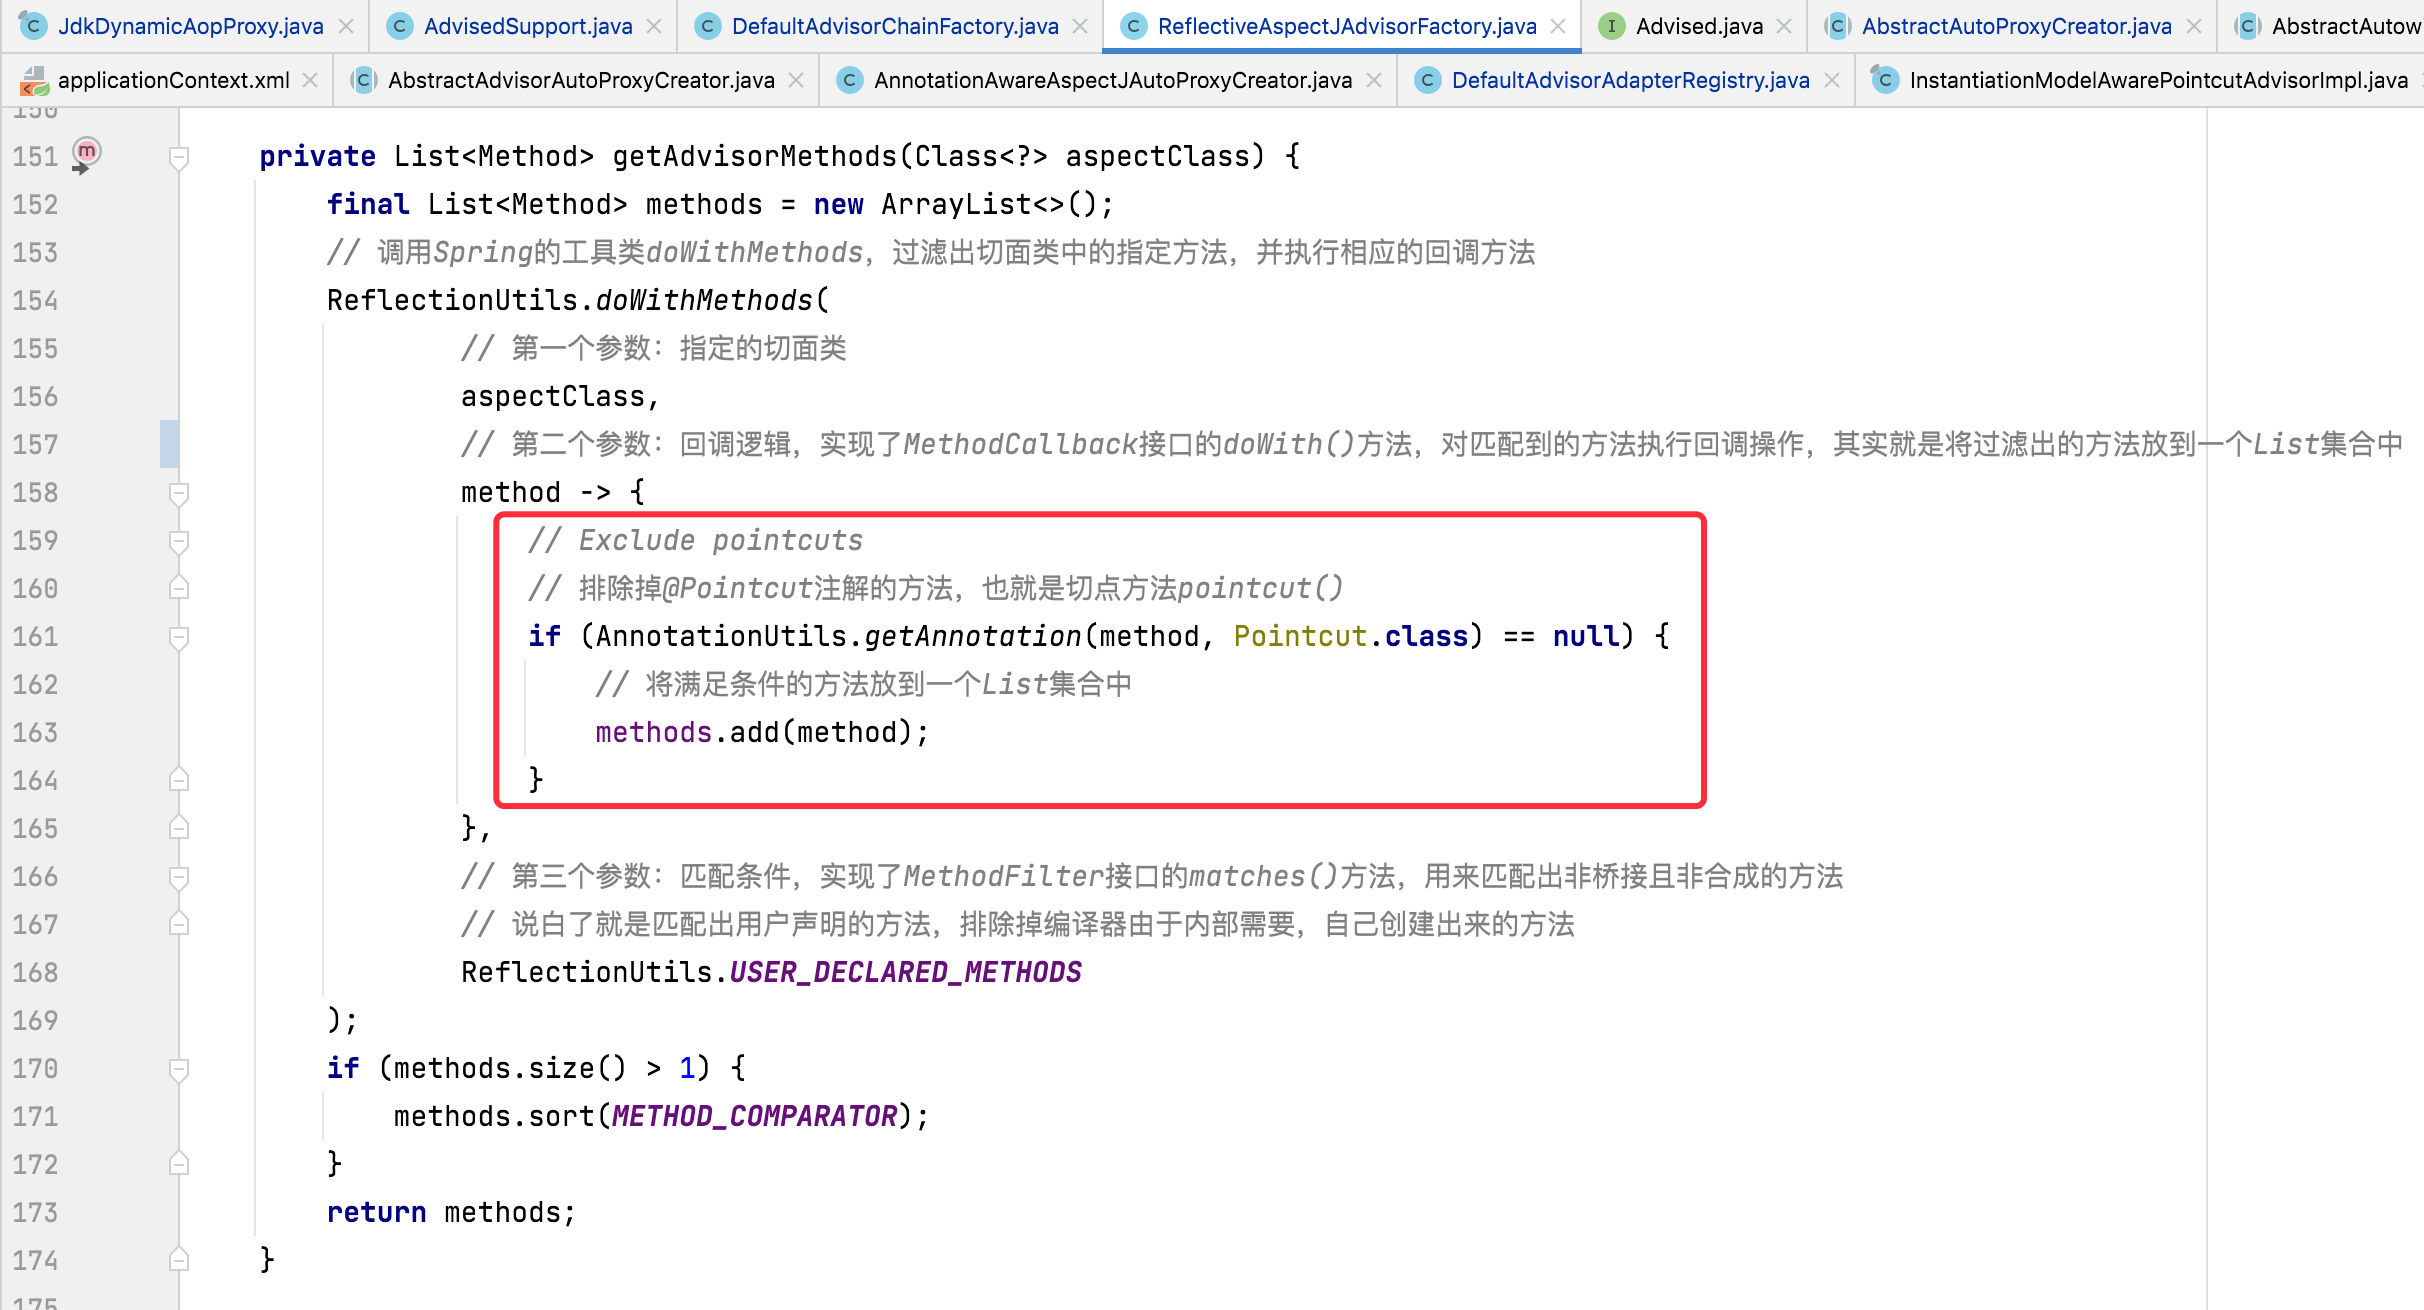 JdkDynamicAopProxy.java AdvisedSupport.java DefaultAdvisorChainFactory.java ReflectiveAspectJAdvisorFactory.java Advised.java AbstractAutoProxyCreator.java AbstractAutow
applicationContext.xml AbstractAdvisorAutoProxyCreator.java AnnotationAwareAspectJAutoProxyCreator.java DefaultAdvisorAdapterRegistry.java InstantiationModelAwarePointcutAdvisorImpl.java
150
151 private List<Method> getAdvisorMethods(Class<?> aspectClass) {
152 final List<Method> methods = new ArrayList<>();
153 // 调用Spring的工具类doWithMethods，过滤出切面类中的指定方法，并执行相应的回调方法
154 ReflectionUtils.doWithMethods(
155 // 第一个参数：指定的切面类
156 aspectClass,
157 // 第二个参数：回调逻辑，实现了MethodCallback接口的doWith()方法，对匹配到的方法执行回调操作，其实就是将过滤出的方法放到一个List集合中
158 method -> {
159 // Exclude pointcuts
160 // 排除掉@Pointcut注解的方法，也就是切点方法pointcut()
161 if (AnnotationUtils.getAnnotation(method, Pointcut.class) == null) {
162 // 将满足条件的方法放到一个List集合中
163 methods.add(method);
164 }
165 },
166 // 第三个参数：匹配条件，实现了MethodFilter接口的matches()方法，用来匹配出非桥接且非合成的方法
167 // 说白了就是匹配出用户声明的方法，排除掉编译器由于内部需要，自己创建出来的方法
168 ReflectionUtils.USER_DECLARED_METHODS
169 );
170 if (methods.size() > 1) {
171 methods.sort(METHOD_COMPARATOR);
172 }
173 return methods;
174 }
175